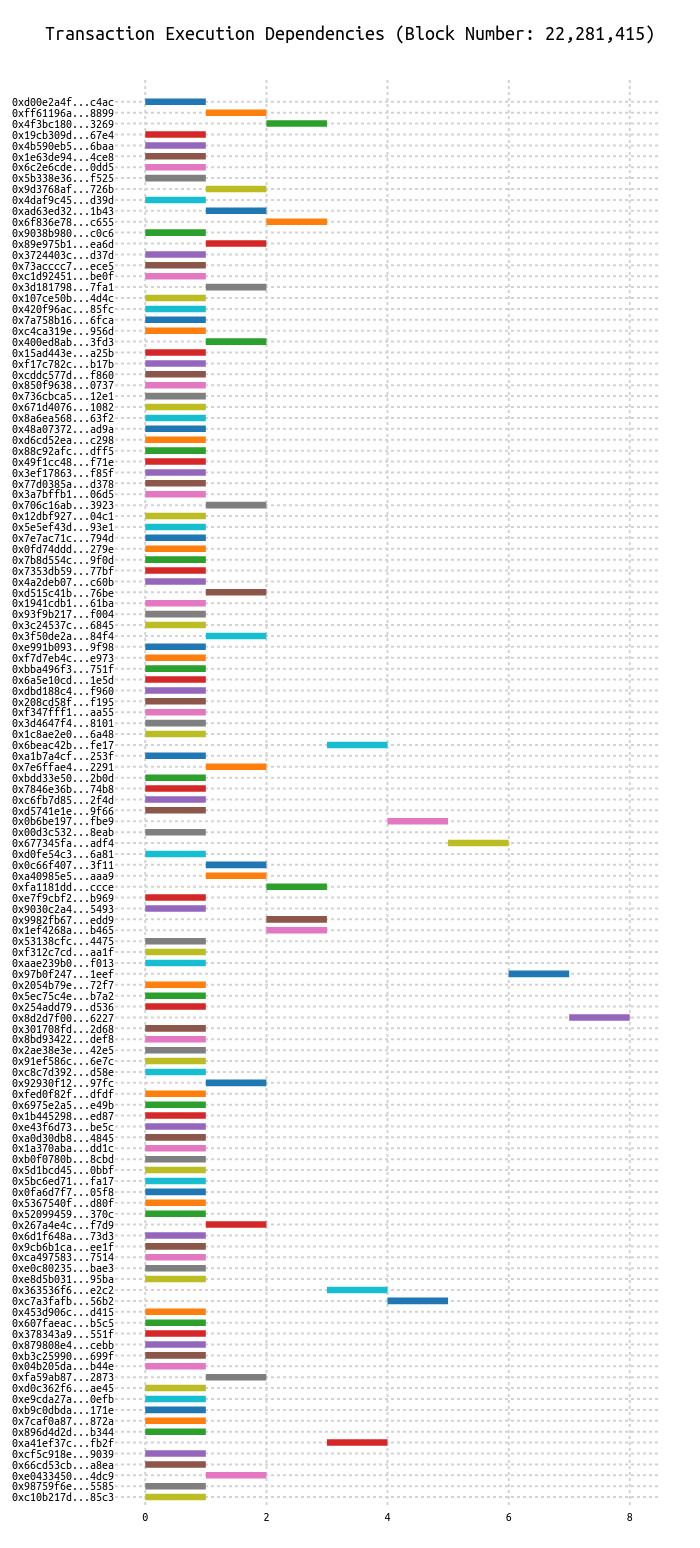 Transaction Execution Dependencies (Block Number: 22,281,415)
0xd00e2a4f...c4ac
0xff61196a...8899
0x4f3bc180...3269
0x19cb309d...67e4
0x4b590eb5...6baa
0x1e63de94...4ce8
0x6c2e6cde...0dd5
0x5b338e36...f525
0x9d3768af...726b
0x4daf9c45...d39d
0xad63ed32...1b43
0x6f836e78...c655
0x9038b980...c0c6
0x89e975b1...ea6d
0x3724403c...d37d
0x73acccc7...ece5
0xc1d92451...be0f
0x3d181798...7fa1
0x107ce50b...4d4c
0x420f96ac...85fc
0x7a758b16...6fca
0xc4ca319e...956d
0x400ed8ab...3fd3
0x15ad443e...a25b
0xf17c782c...b17b
0xcddc577d...f860
0x850f9638...0737
0x736cbca5...12e1
0x671d4076...1082
0x8a6ea568...63f2
0x48a07372...ad9a
0xd6cd52ea...c298
0x88c92afc...dff5
0x49f1cc48...f71e
0x3ef17863...f85f
0x77d0385a...d378
0x3a7bffb1...06d5
0x706c16ab...3923
0x12dbf927...04c1
0x5e5ef43d...93e1
0x7e7ac71c...794d
0x0fd74ddd...279e
0x7b8d554c...9f0d
0x7353db59...77bf
0x4a2deb07...c60b
0xd515c41b...76be
0x1941cdb1...61ba
0x93f9b217...f004
0x3c24537c...6845
0x3f50de2a...84f4
0xe991b093...9f98
0xf7d7eb4c...e973
0xbba496f3...751f
0x6a5e10cd...1e5d
0xdbd188c4...f960
0x208cd58f...f195
0xf347fff1...aa55
0x3d4647f4...8101
0x1c8ae2e0...6a48
0x6beac42b...fe17
0xa1b7a4cf...253f
0x7e6ffae4...2291
0xbdd33e50...2b0d
0x7846e36b...74b8
0xc6fb7d85...2f4d
0xd5741e1e...9f66
0x0b6be197...fbe9
0x00d3c532...8eab
0x677345fa...adf4
0xd0fe54c3...6a81
0x0c66f407...3f11
0xa40985e5...aaa9
0xfa1181dd...ccce
0xe7f9cbf2...b969
0x9030c2a4...5493
0x9982fb67...edd9
0x1ef4268a...b465
0x53138cfc...4475
0xf312c7cd...aa1f
0xaae239b0...f013
0x97b0f247...1eef
0x2054b79e...72f7
0x5ec75c4e...b7a2
0x254add79...d536
0x8d2d7f00...6227
0x301708fd...2d68
0x8bd93422...def8
0x2ae38e3e...42e5
0x91ef586c...6e7c
0xc8c7d392...d58e
0x92930f12...97fc
0xfed0f82f...dfdf
0x6975e2a5...e49b
0x1b445298...ed87
0xe43f6d73...be5c
0xa0d30db8...4845
0x1a370aba...dd1c
0xb0f0780b...8cbd
0x5d1bcd45...0bbf
0x5bc6ed71...fa17
0x0fa6d7f7...05f8
0x5367540f...d80f
0x52099459...370c
0x267a4e4c...f7d9
0x6d1f648a...73d3
0x9cb6b1ca...ee1f
0xca497583...7514
0xe0c80235...bae3
0xe8d5b031...95ba
0x363536f6...e2c2
0xc7a3fafb...56b2
0x453d906c...d415
0x607faeac...b5c5
0x378343a9...551f
0x879808e4...cebb
0xb3c25990...699f
0x04b205da...b44e
0xfa59ab87...2873
0xd0c362f6...ae45
0xe9cda27a...0efb
0xb9c0dbda...171e
0x7caf0a87...872a
0x896d4d2d...b344
0xa41ef37c...fb2f
0xcf5c918e...9039
0x66cd53cb...a8ea
0xe0433450...4dc9
0x98759f6e...5585
0xc10b217d...85c3
0 2 4 6 8